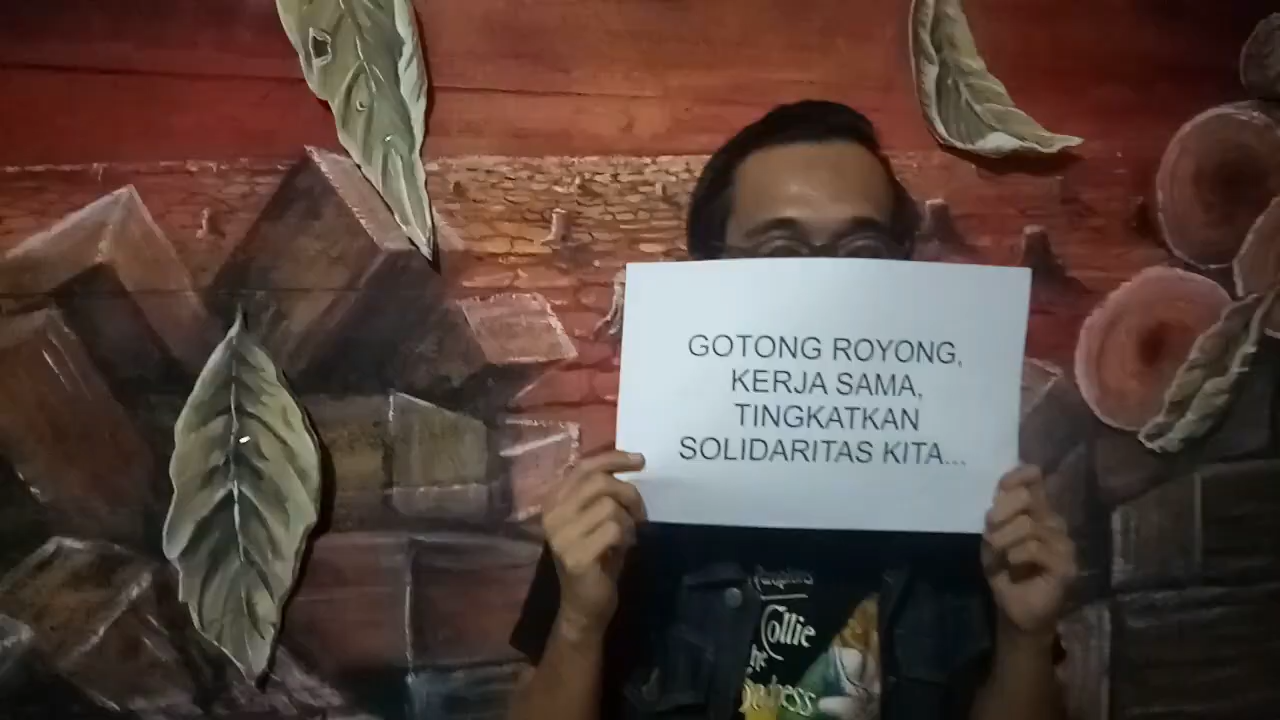 GOTONG ROYONG,
KERJA SAMA,
TINGKATKAN
SOLIDARITAS KITA...
Collie